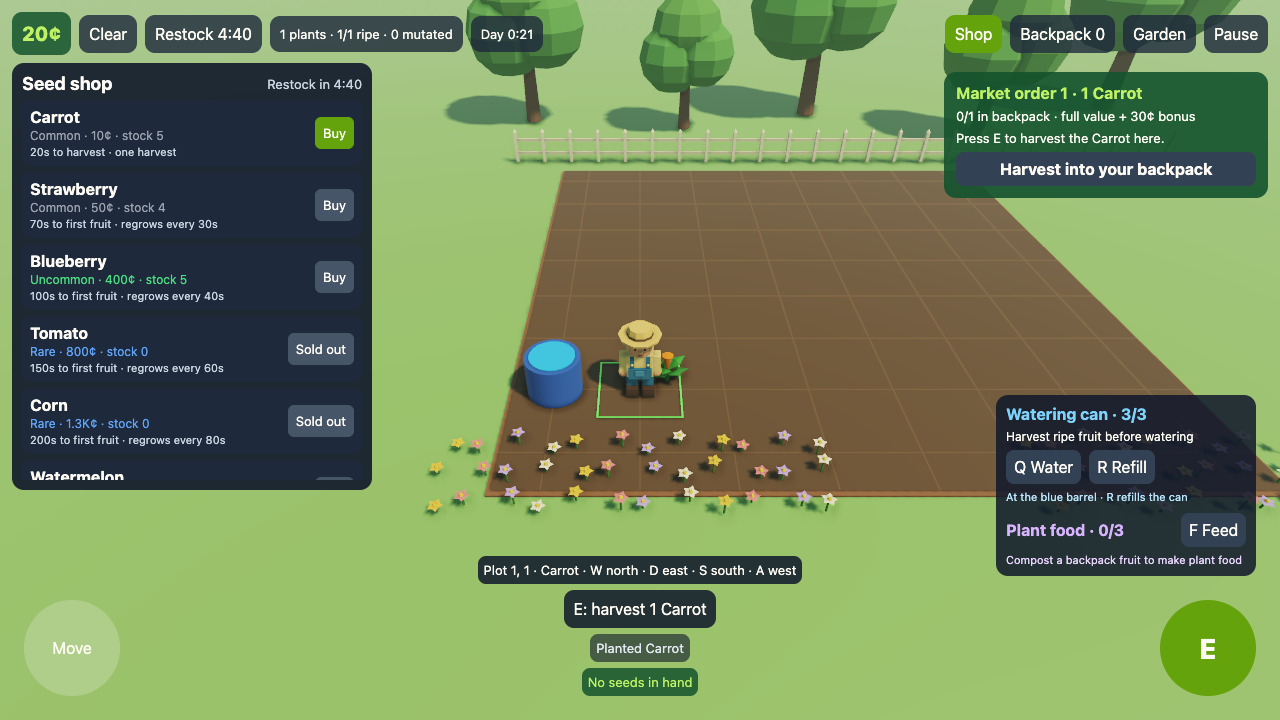 20¢
Clear
Restock 4:40
1 plants · 1/1 ripe · 0 mutated
Day 0:21
Shop
Backpack 0
Garden
Pause
Seed shop
Restock in 4:40
Carrot
Common · 10¢ · stock 5
20s to harvest · one harvest
Buy
Strawberry
Common · 50¢ · stock 4
70s to first fruit · regrows every 30s
Buy
Blueberry
Uncommon · 400¢ · stock 5
100s to first fruit · regrows every 40s
Buy
Tomato
Rare · 800¢ · stock 0
150s to first fruit · regrows every 60s
Sold out
Corn
Rare · 1.3K¢ · stock 0
200s to first fruit · regrows every 80s
Sold out
Watermelon
Market order 1 · 1 Carrot
0/1 in backpack · full value + 30¢ bonus
Press E to harvest the Carrot here.
Harvest into your backpack
Watering can · 3/3
Harvest ripe fruit before watering
Q Water
R Refill
At the blue barrel · R refills the can
Plant food · 0/3
F Feed
Compost a backpack fruit to make plant food
Plot 1, 1 · Carrot · W north · D east · S south · A west
E: harvest 1 Carrot
Planted Carrot
No seeds in hand
Move
E